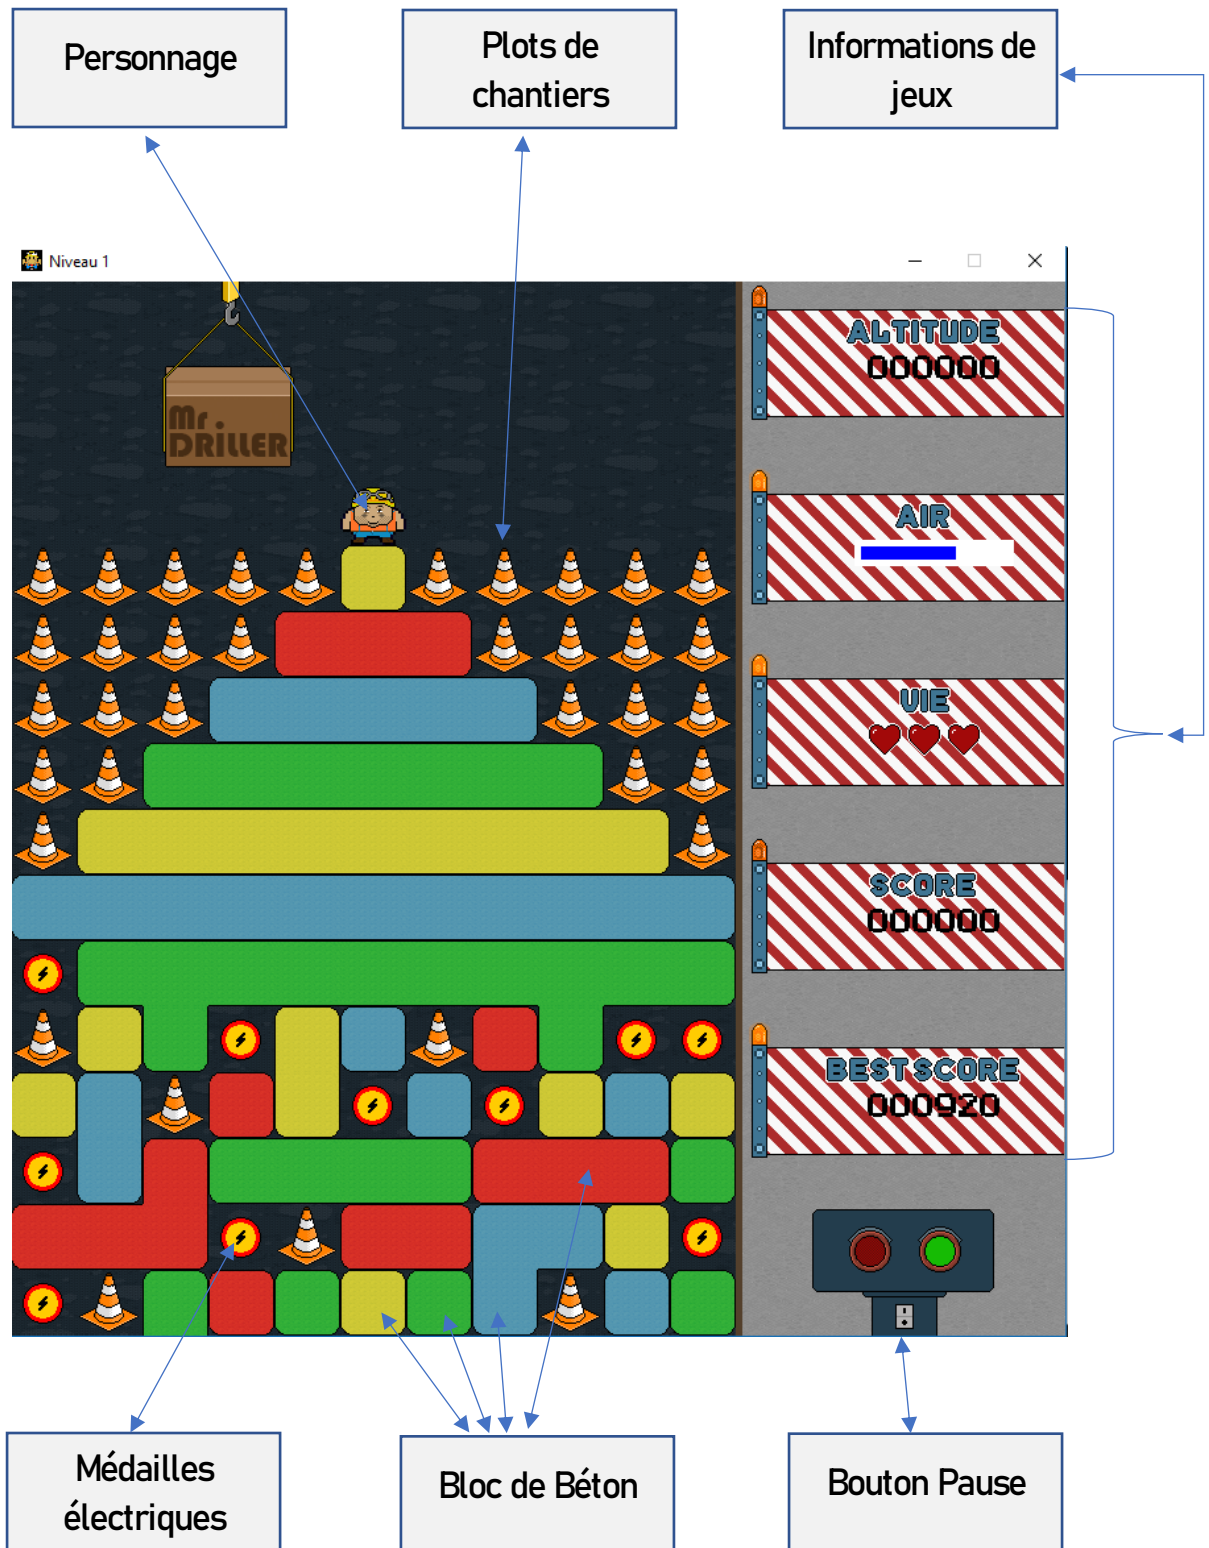 Personnage
Plots de
chantiers
Informations de
jeux
Niveau 1
Mr.
DRILLER
ALTITUDE
000000
AIR
VIE
SCORE
000000
BEST SCORE
000920
Médailles
électriques
Bloc de Béton
Bouton Pause